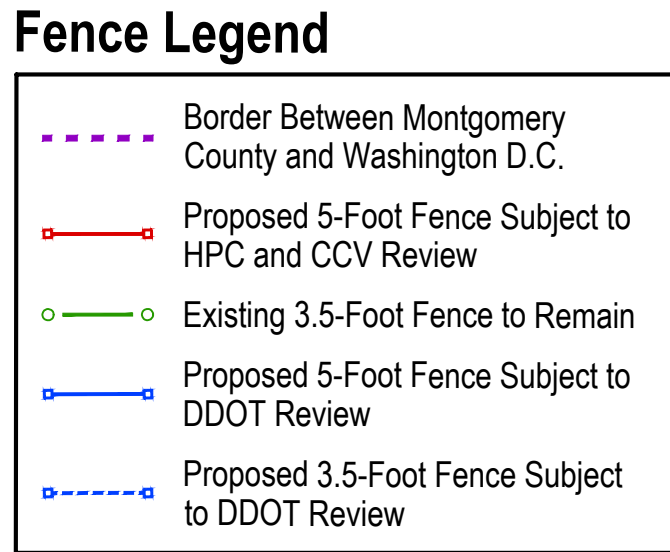 Fence Legend
Border Between Montgomery
County and Washington D.C.
Proposed 5-Foot Fence Subject to
HPC and CCV Review
Existing 3.5-Foot Fence to Remain
Proposed 5-Foot Fence Subject to
DDOT Review
Proposed 3.5-Foot Fence Subject
to DDOT Review